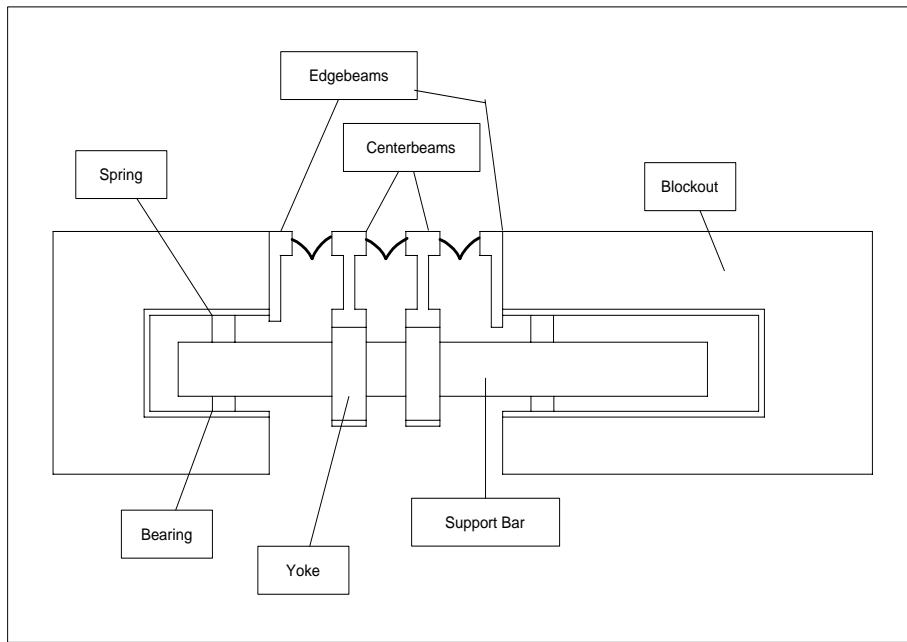 Edgebeams
Centerbeams
Spring
Blockout
Support Bar
Bearing
Yoke